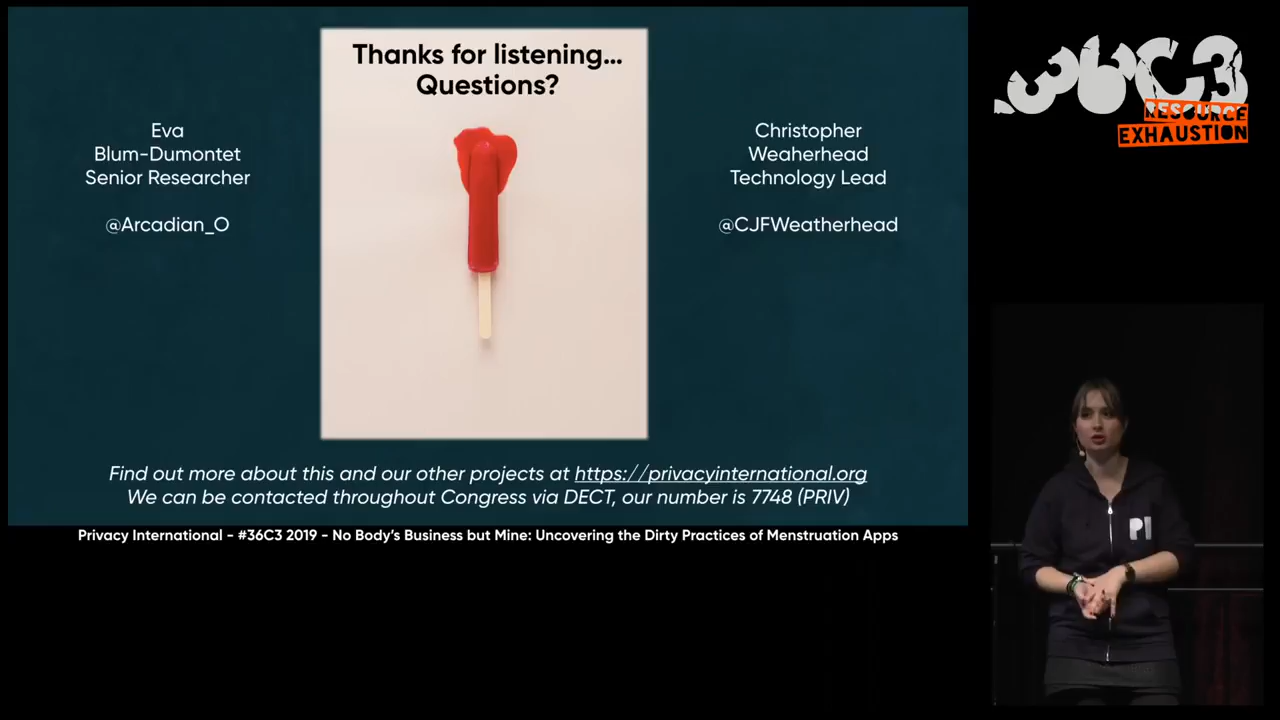 Thanks for listening...
Questions?
Eva
Blum-Dumontet
Senior Researcher
@Arcadian_O
Christopher
Weaherhead
Technology Lead
@CJFWeatherhead
Find out more about this and our other projects at https://privacyinternational.org
We can be contacted throughout Congress via DECT, our number is 7748 (PRIV)
Privacy International - #36C3 2019 - No Body's Business but Mine: Uncovering the Dirty Practices of Menstruation Apps
36C3
RESOURCE
EXHAUSTION
PI